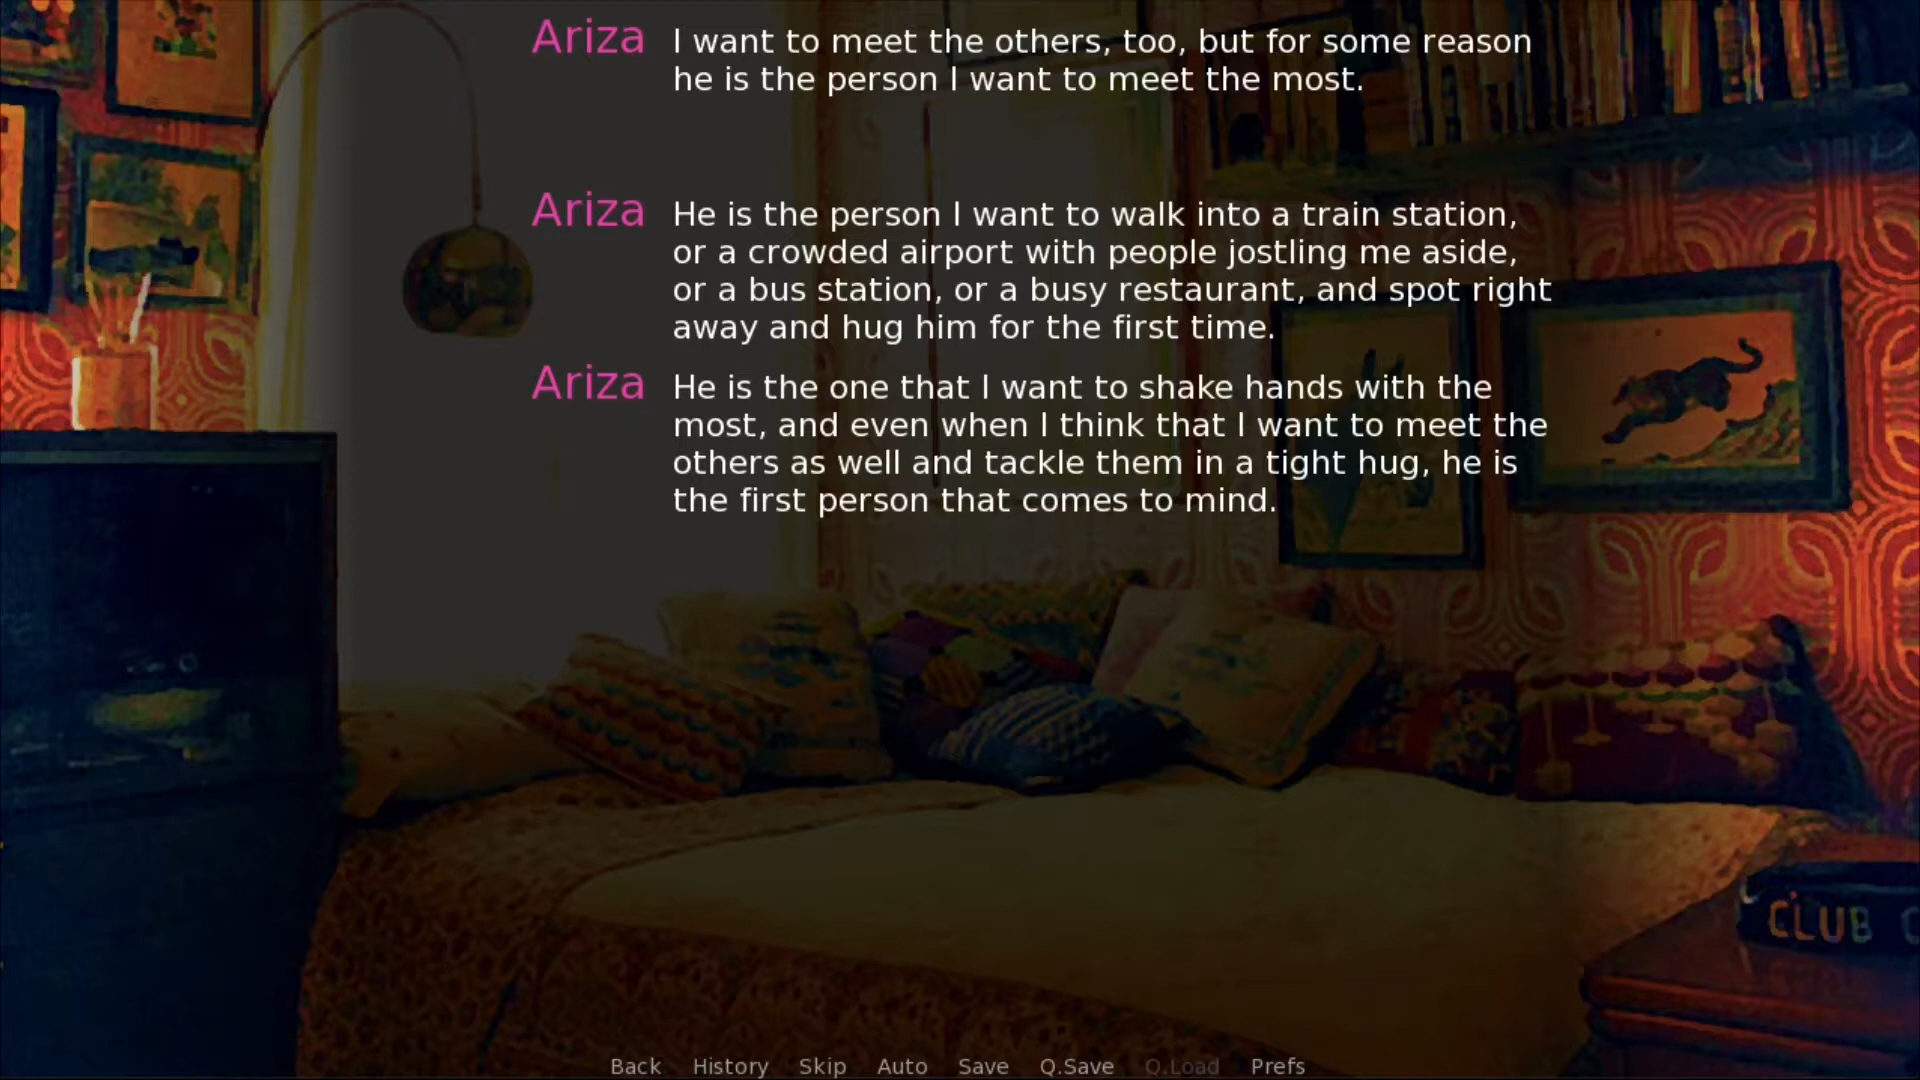 Ariza
I want to meet the others, too, but for some reason
he is the person I want to meet the most.
Ariza
He is the person I want to walk into a train station,
or a crowded airport with people jostling me aside,
or a bus station, or a busy restaurant, and spot right
away and hug him for the first time.
Ariza
He is the one that I want to shake hands with the
most, and even when I think that I want to meet the
others as well and tackle them in a tight hug, he is
the first person that comes to mind.
CLUB
Back History Skip Auto Save Q.Save Q.Load Prefs